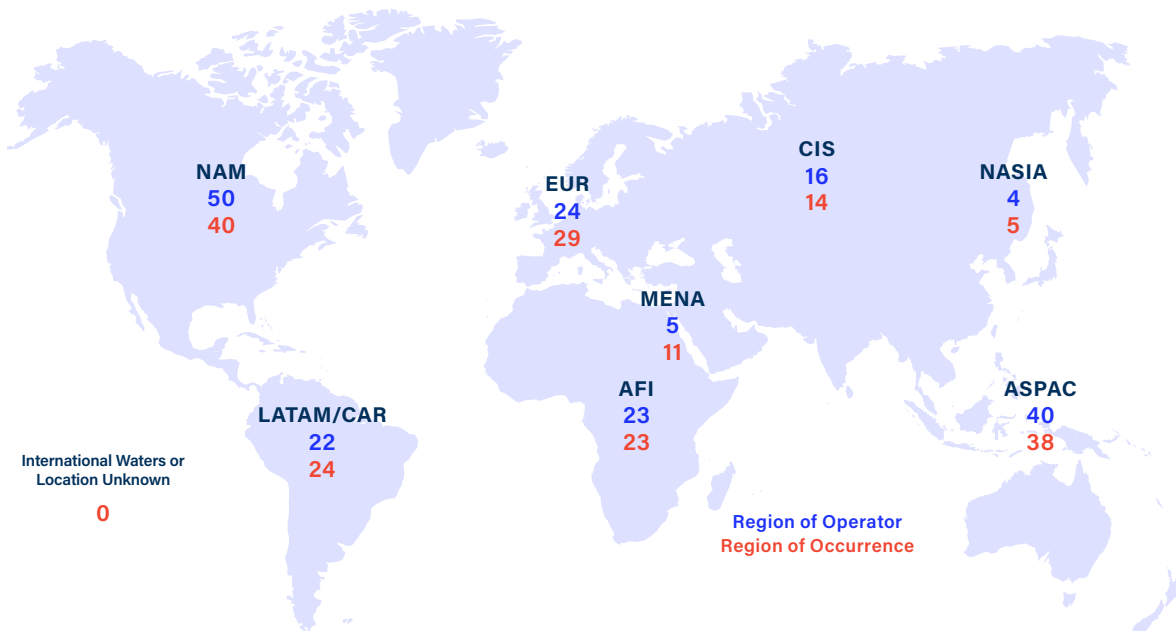 NAM
50
40
EUR
24
29
CIS
16
14
NASIA
4
5
MENA
5
11
AFI
23
23
ASPAC
40
38
LATAM/CAR
22
24
International Waters or
Location Unknown
0
Region of Operator
Region of Occurrence